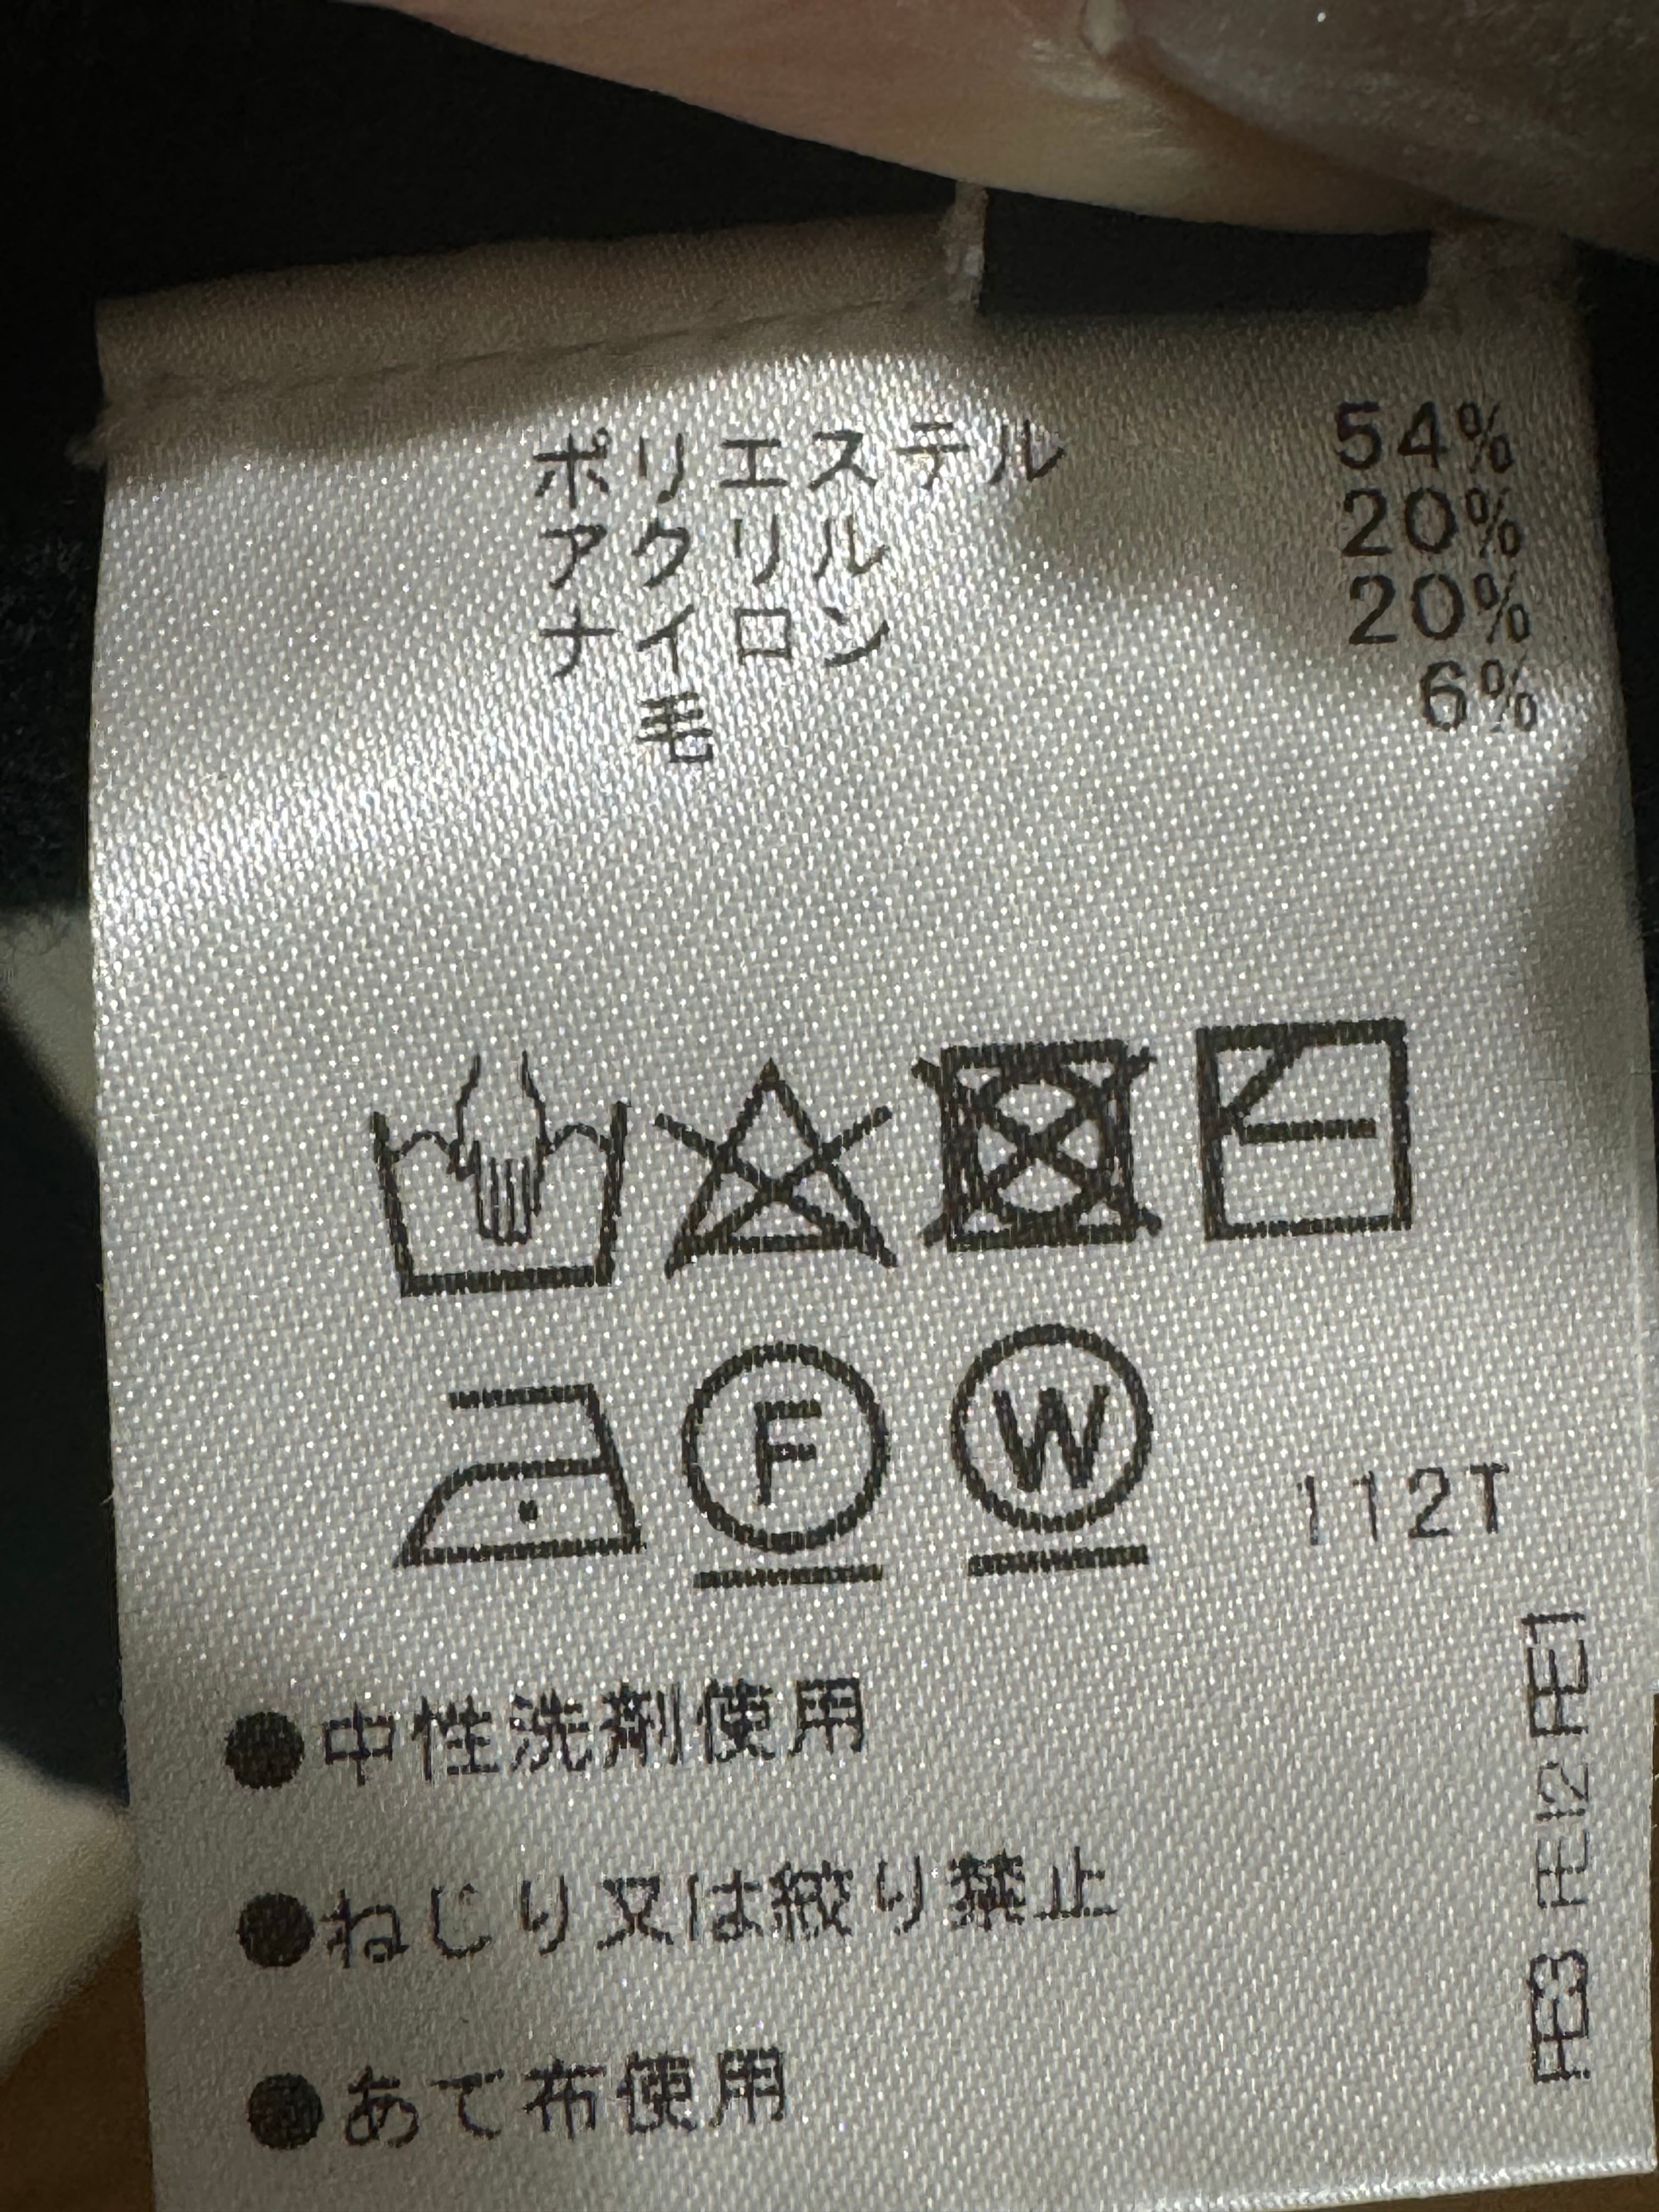 ポリエステル 54%
アクリル 20%
ナイロン 20%
毛 6%
F W 112T
●中性洗剤使用
●ねじり又は絞り禁止
●あて布使用